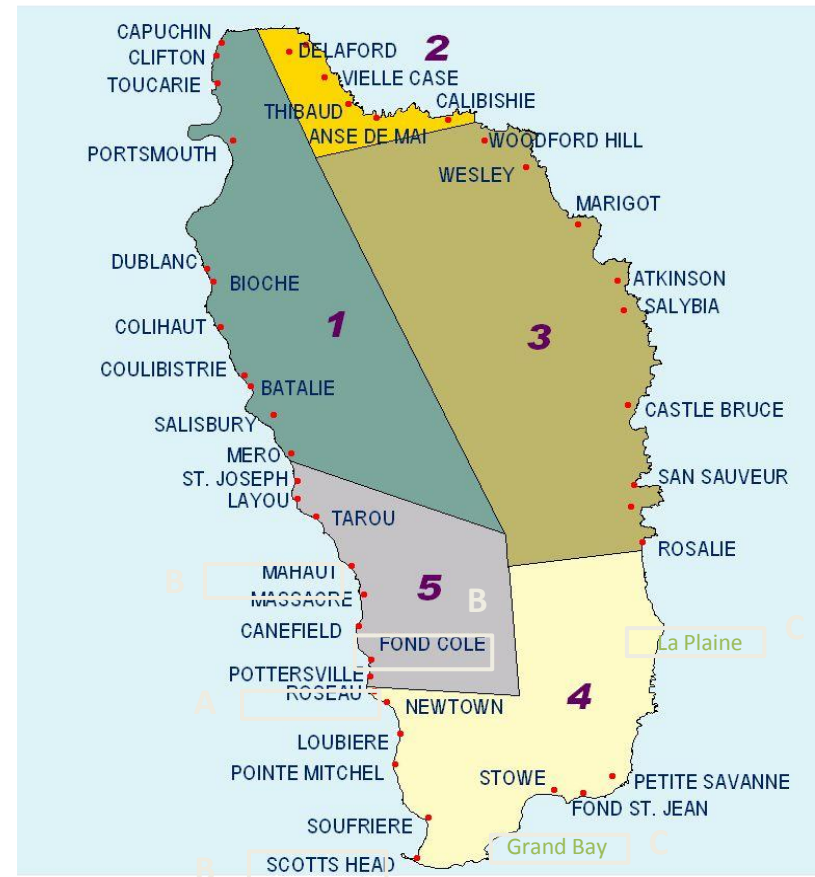 CAPUCHIN
CLIFTON
TOUCARIE
DELAFORD
2
VIELLE CASE
THIBAUD
CALIBISHIE
ANSE DE MAI
PORTSMOUTH
WOODFORD HILL
WESLEY
MARIGOT
DUBLANC
BIOCHE
ATKINSON
SALYBIA
COLIHAUT
1
3
COULIBISTRIE
BATALIE
CASTLE BRUCE
SALISBURY
MERO
ST. JOSEPH
LAYOU
SAN SAUVEUR
TAROU
ROSALIE
B
MAHAUT
5
B
MASSACRE
CANEFIELD
FOND COLE
La Plaine
C
POTTERSVILLE
ROSEAU
A
NEWTOWN
4
LOUBIERE
POINTE MITCHEL
STOWE
PETITE SAVANNE
FOND ST. JEAN
SOUFRIERE
Grand Bay
C
B
SCOTTS HEAD